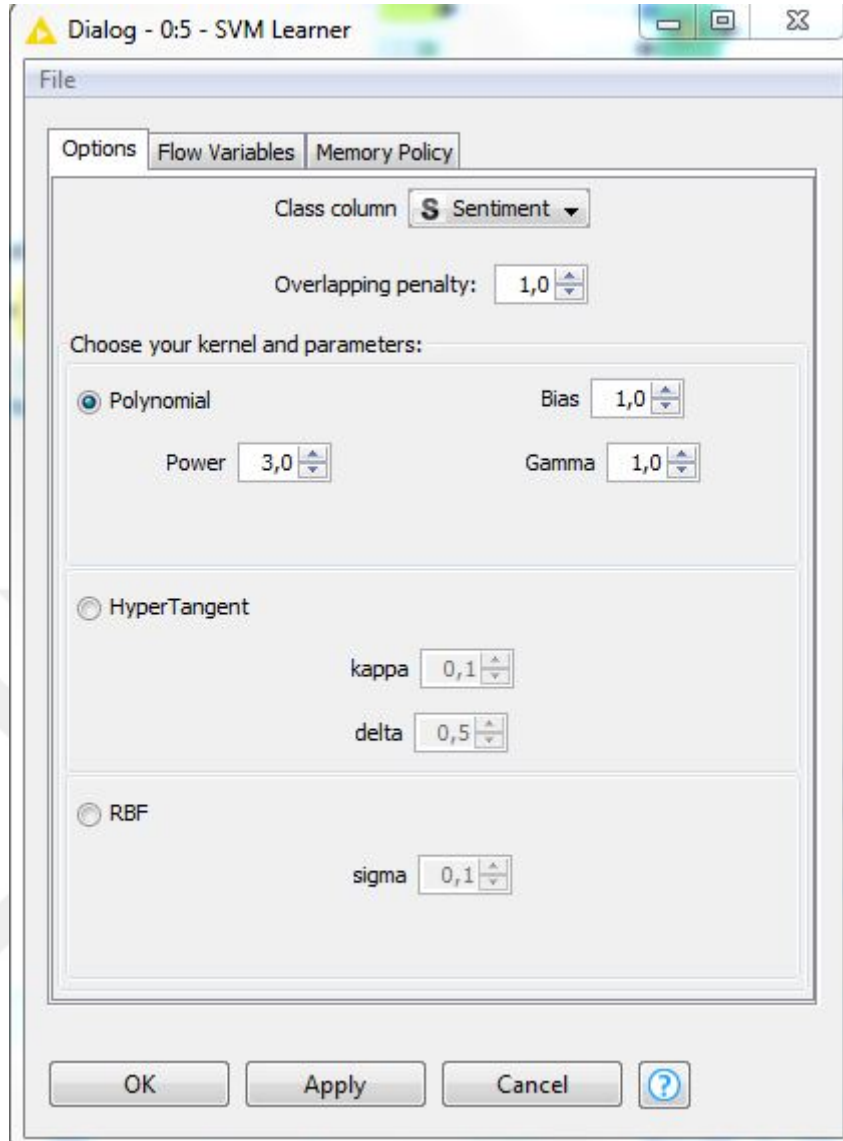 Dialog - 0:5 - SVM Learner
File
Options Flow Variables Memory Policy
Class column S Sentiment
Overlapping penalty: 1,0
Choose your kernel and parameters:
Polynomial Bias 1,0
Power 3,0 Gamma 1,0
HyperTangent
kappa 0,1
delta 0,5
RBF
sigma 0,1
OK Apply Cancel ?